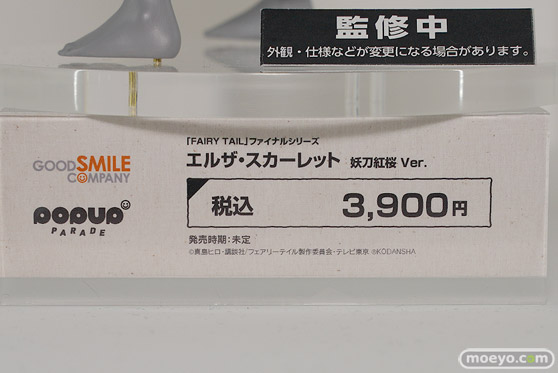 監修中
外観・仕様などが変更になる場合があります。
「FAIRY TAIL」ファイナルシリーズ
エルザ・スカーレット 妖刀紅桜 Ver.
GOOD SMILE
COMPANY
税込 3,900円
POPUP
PARADE
発売時期：未定
©真島ヒロ・講談社/フェアリーテイル製作委員会・テレビ東京 ©KODANSHA
moeyo.com